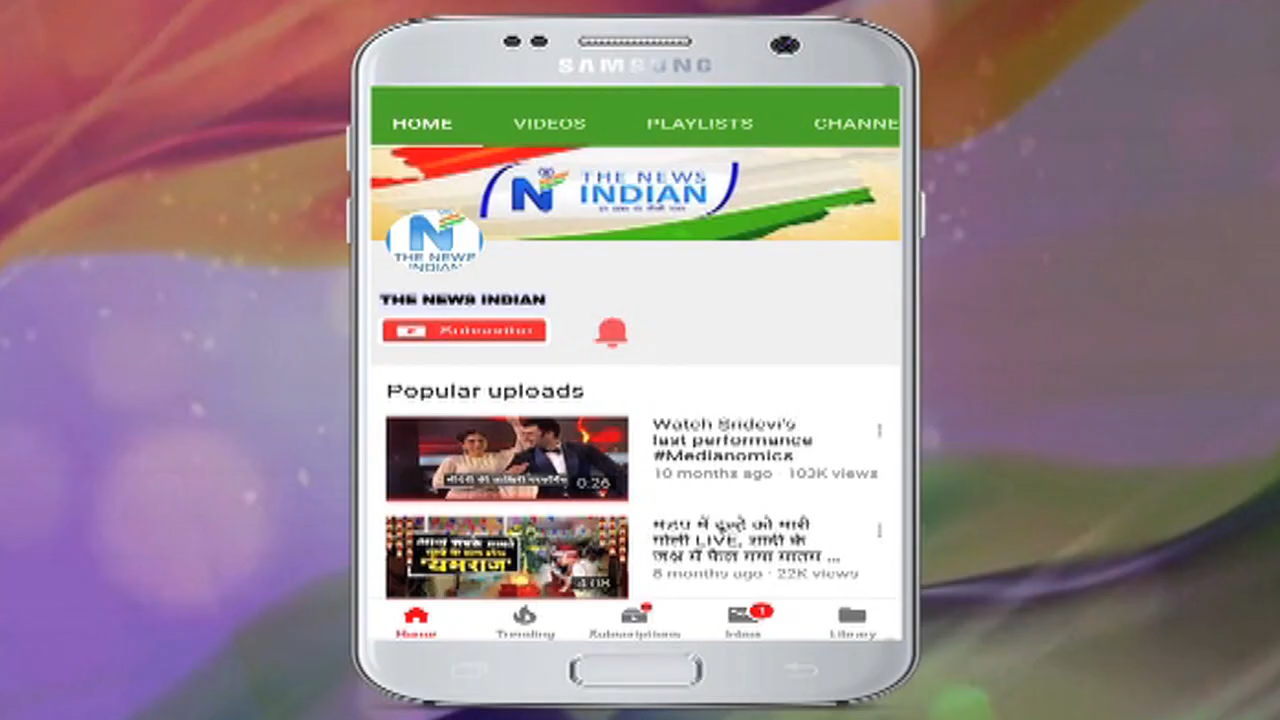 SAMSUNG
HOME VIDEOS PLAYLISTS CHANNE
THE NEWS
INDIAN
THE NEWS
INDIAN
THE NEWS INDIAN
Subscribe
Popular uploads
Watch Sridevi's
last performance
#Medianomics
10 months ago · 103K views
0:26
मंडप में दूल्हे को मारी
गोली LIVE, शादी के
जश्न में फैल गया मातम ...
8 months ago · 22K views
'यमराज'
4:08
Home Trending Subscriptions Inbox 1 Library